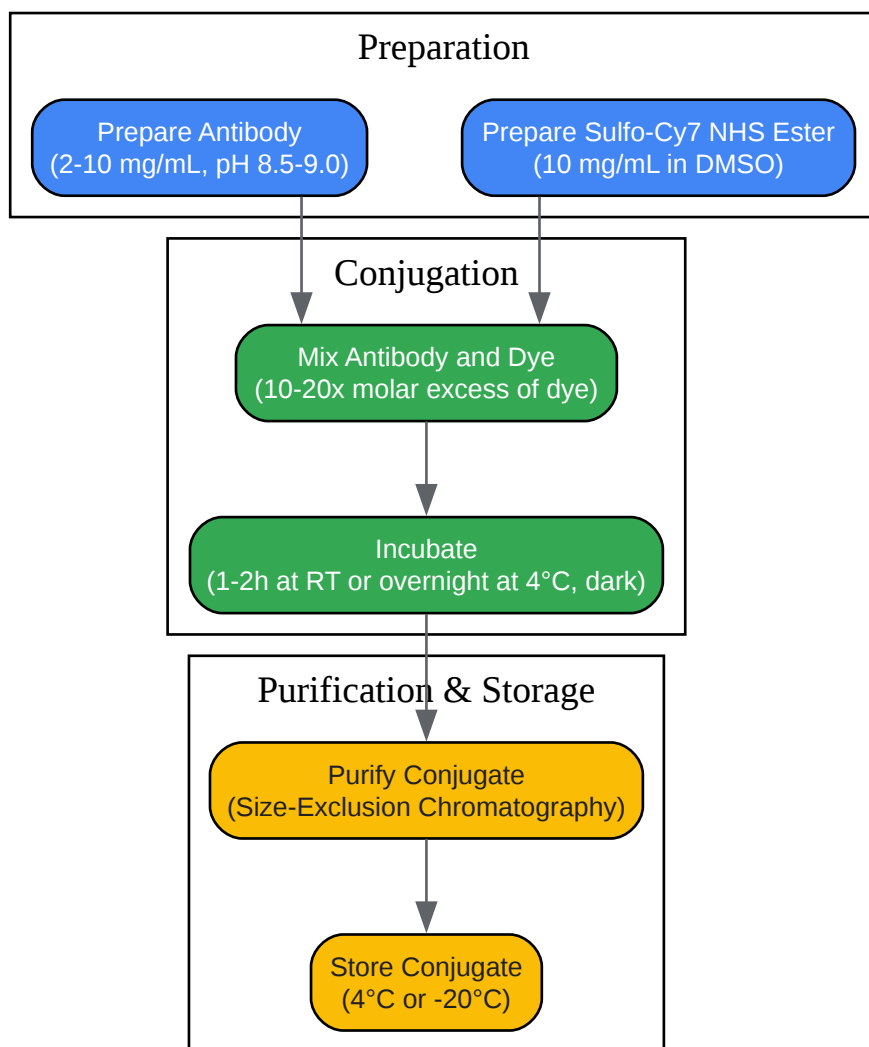 Preparation
Prepare Antibody
(2-10 mg/mL, pH 8.5-9.0)
Prepare Sulfo-Cy7 NHS Ester
(10 mg/mL in DMSO)
Conjugation
Mix Antibody and Dye
(10-20x molar excess of dye)
Incubate
(1-2h at RT or overnight at 4°C, dark)
Purification & Storage
Purify Conjugate
(Size-Exclusion Chromatography)
Store Conjugate
(4°C or -20°C)